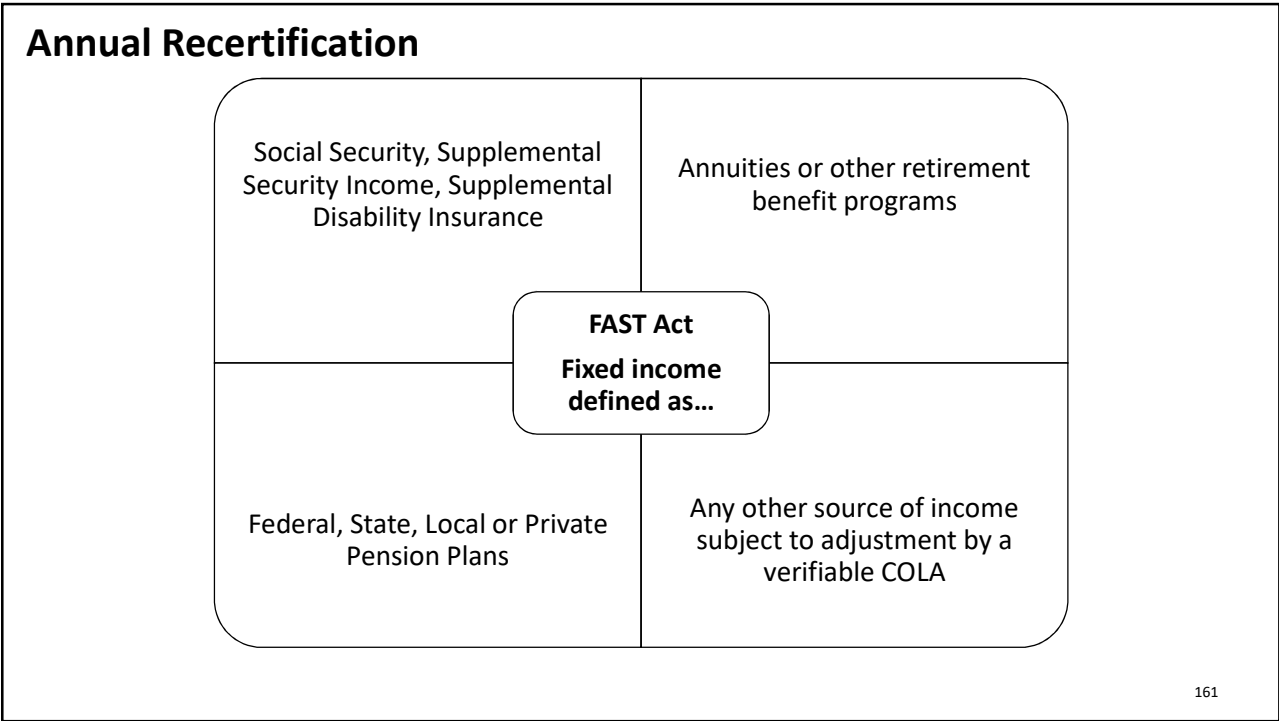 Annual Recertification
Social Security, Supplemental
Security Income, Supplemental
Disability Insurance
Annuities or other retirement
benefit programs
FAST Act
Fixed income
defined as…
Federal, State, Local or Private
Pension Plans
Any other source of income
subject to adjustment by a
verifiable COLA
161